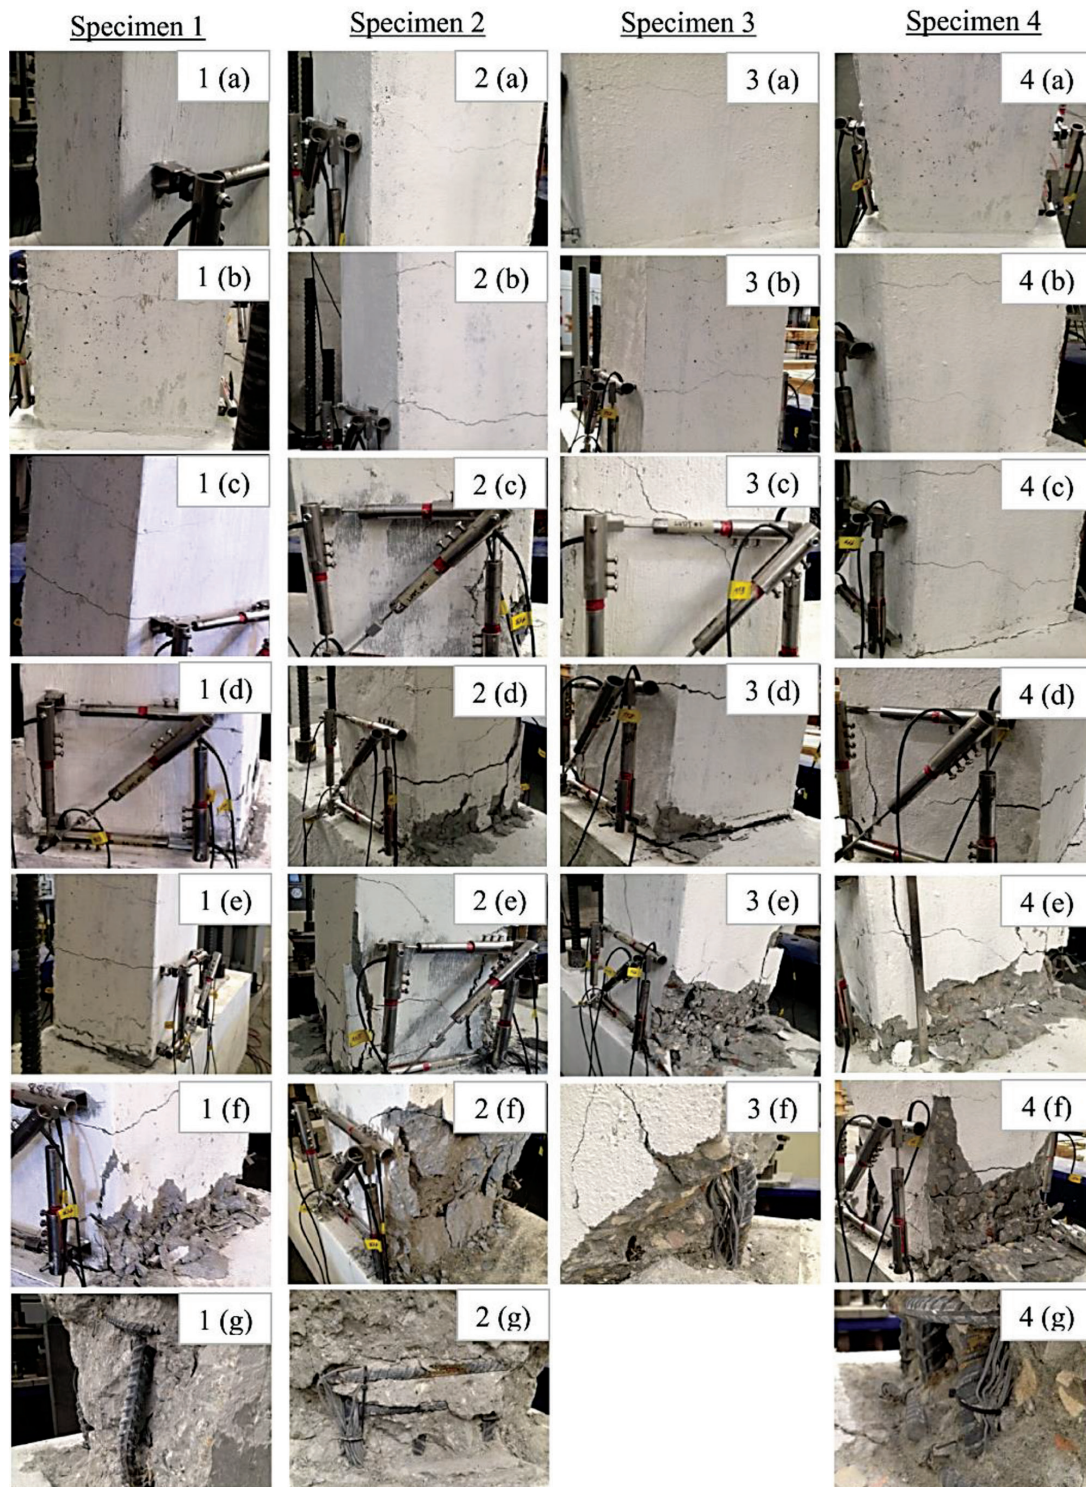 Specimen 1 Specimen 2 Specimen 3 Specimen 4
1 (a) 2 (a) 3 (a) 4 (a)
1 (b) 2 (b) 3 (b) 4 (b)
1 (c) 2 (c) 3 (c) 4 (c)
1 (d) 2 (d) 3 (d) 4 (d)
1 (e) 2 (e) 3 (e) 4 (e)
1 (f) 2 (f) 3 (f) 4 (f)
1 (g) 2 (g) 4 (g)